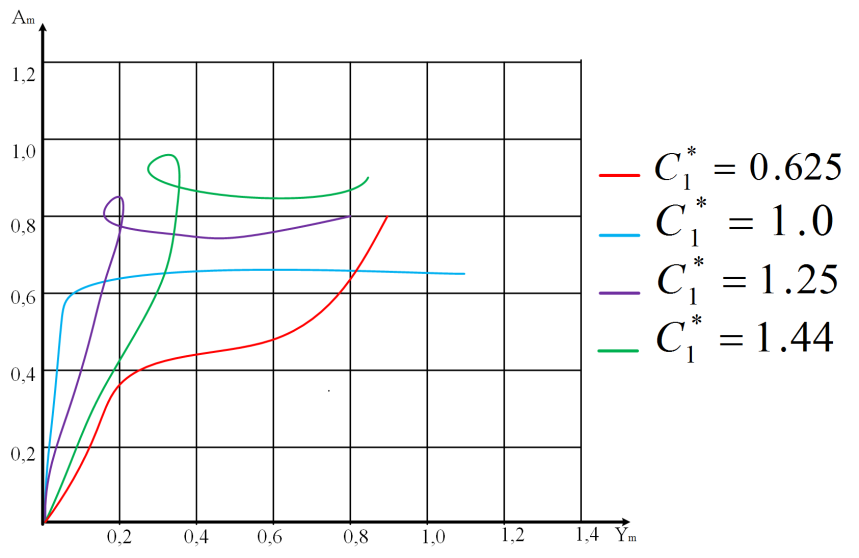 Aₘ
1,2
1,0
0,8
0,6
0,4
0,2
0,2 0,4 0,6 0,8 1,0 1,2 1,4
Yₘ
C₁* = 0.625
C₁* = 1.0
C₁* = 1.25
C₁* = 1.44